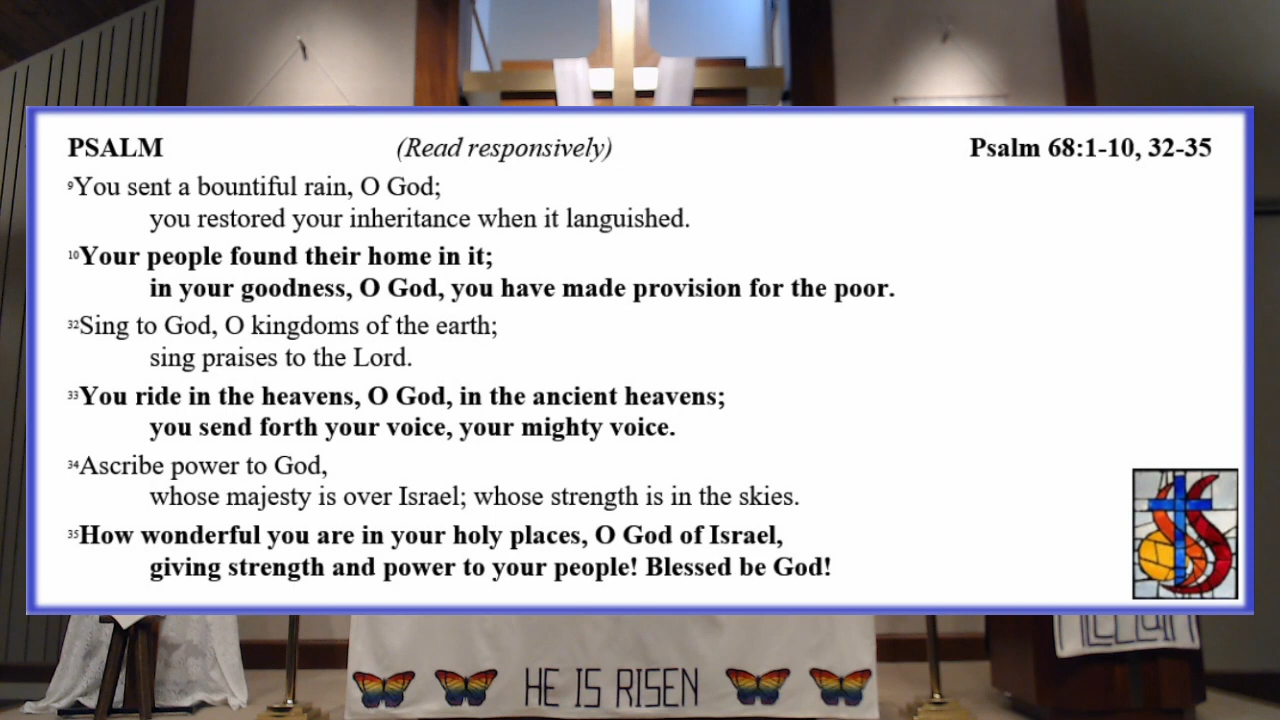 PSALM (Read responsively) Psalm 68:1-10, 32-35
⁹You sent a bountiful rain, O God;
you restored your inheritance when it languished.
¹⁰Your people found their home in it;
in your goodness, O God, you have made provision for the poor.
³²Sing to God, O kingdoms of the earth;
sing praises to the Lord.
³³You ride in the heavens, O God, in the ancient heavens;
you send forth your voice, your mighty voice.
³⁴Ascribe power to God,
whose majesty is over Israel; whose strength is in the skies.
³⁵How wonderful you are in your holy places, O God of Israel,
giving strength and power to your people! Blessed be God!
HE IS RISEN